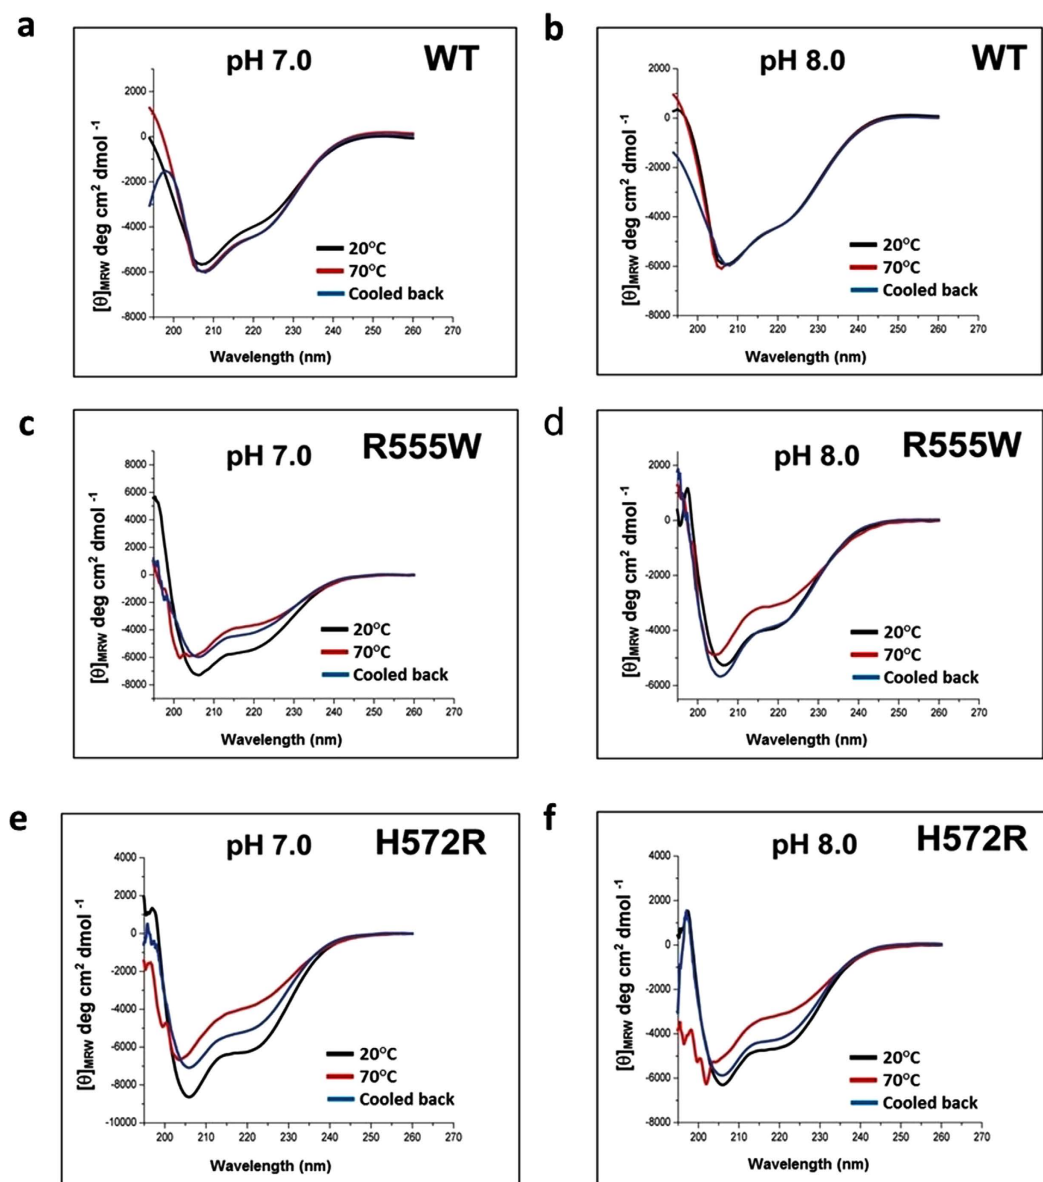 a
pH 7.0 WT
2000
0
-2000
-4000
-6000
-8000
[θ]MRW deg cm² dmol ⁻¹
20°C
70°C
Cooled back
200 210 220 230 240 250 260 270
Wavelength (nm)
b
pH 8.0 WT
2000
0
-2000
-4000
-6000
-8000
[θ]MRW deg cm² dmol ⁻¹
20°C
70°C
Cooled back
200 210 220 230 240 250 260 270
Wavelength (nm)
c
pH 7.0 R555W
8000
6000
4000
2000
0
-2000
-4000
-6000
-8000
[θ]MRW deg cm² dmol ⁻¹
20°C
70°C
Cooled back
200 210 220 230 240 250 260 270
Wavelength (nm)
d
pH 8.0 R555W
2000
0
-2000
-4000
-6000
[θ]MRW deg cm² dmol ⁻¹
20°C
70°C
Cooled back
200 210 220 230 240 250 260 270
Wavelength (nm)
e
pH 7.0 H572R
4000
2000
0
-2000
-4000
-6000
-8000
-10000
[θ]MRW deg cm² dmol ⁻¹
20°C
70°C
Cooled back
200 210 220 230 240 250 260 270
Wavelength (nm)
f
pH 8.0 H572R
4000
2000
0
-2000
-4000
-6000
-8000
[θ]MRW deg cm² dmol ⁻¹
20°C
70°C
Cooled back
200 210 220 230 240 250 260 270
Wavelength (nm)